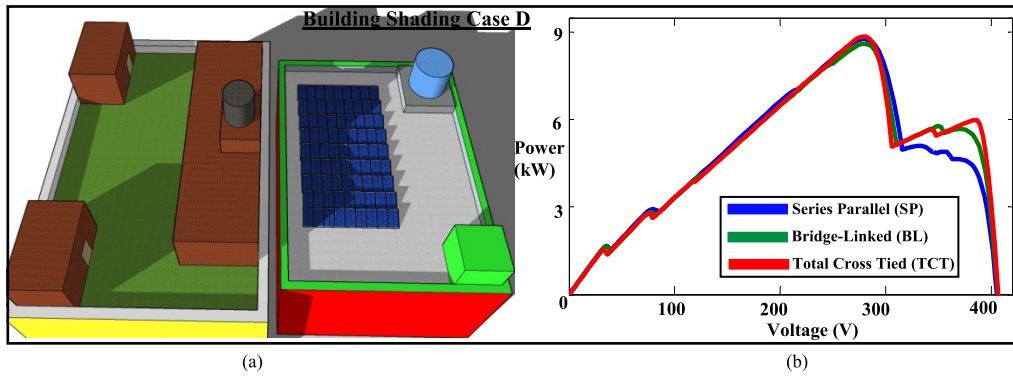 Building Shading Case D
9
6
Power
(kW)
3
Series Parallel (SP)
Bridge-Linked (BL)
Total Cross Tied (TCT)
0
100
200
300
400
Voltage (V)
(a)
(b)